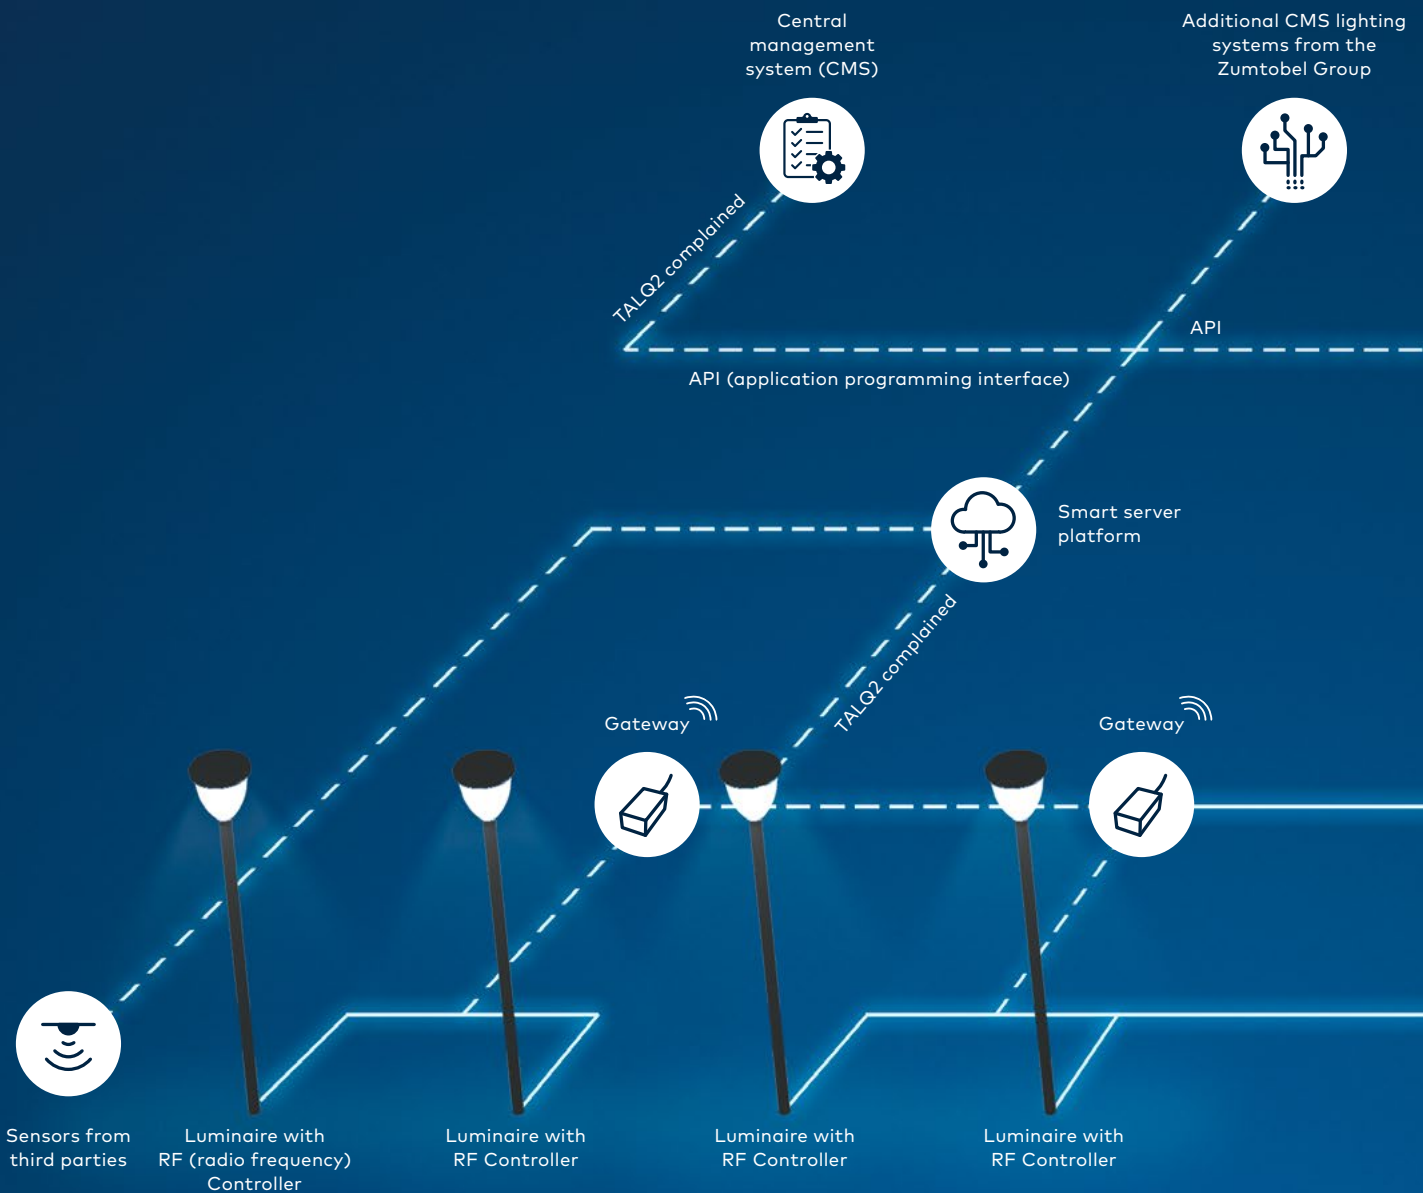 Central
management
system (CMS)
Additional CMS lighting
systems from the
Zumtobel Group
TALQ2 complained
API
API (application programming interface)
Smart server
platform
TALQ2 complained
Gateway
Gateway
Sensors from
third parties
Luminaire with
RF (radio frequency)
Controller
Luminaire with
RF Controller
Luminaire with
RF Controller
Luminaire with
RF Controller